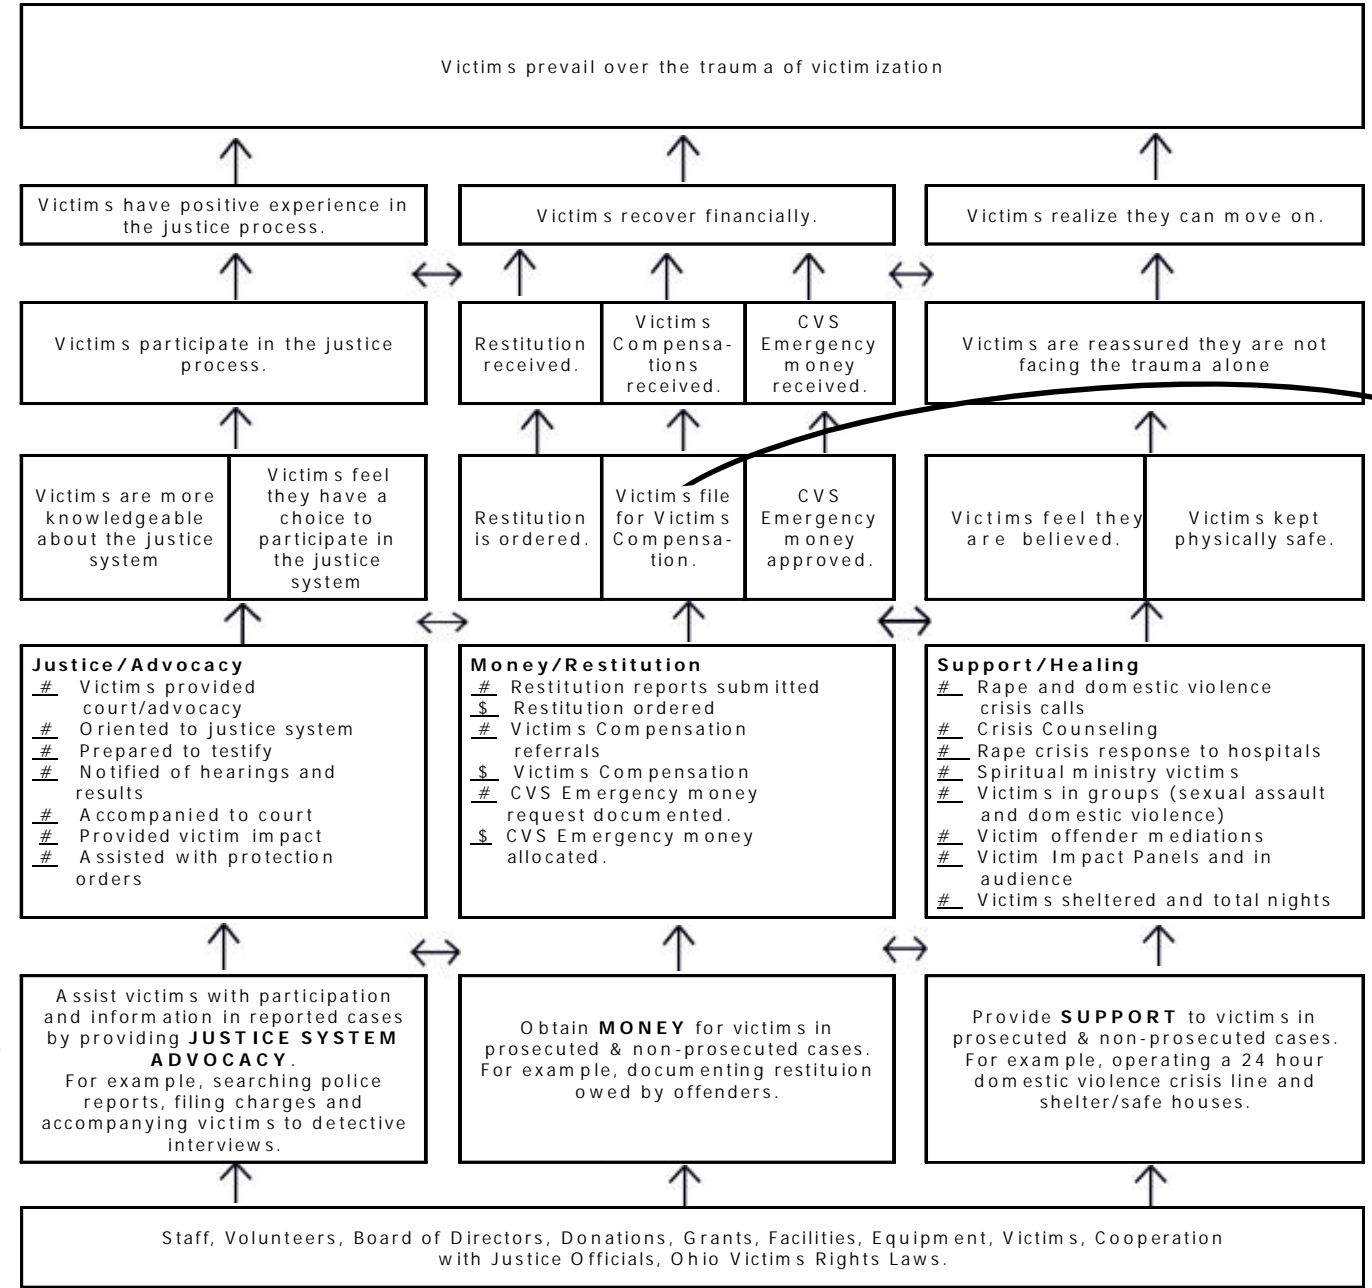 Victims prevail over the trauma of victimization
Victims have positive experience in
the justice process.
Victims recover financially.
Victims realize they can move on.
Victims participate in the justice
process.
Restitution
received.
Victims
Compensa-
tions
received.
CVS
Emergency
money
received.
Victims are reassured they are not
facing the trauma alone
Victims are more
knowledgeable
about the justice
system
Victims feel
they have a
choice to
participate in
the justice
system
Restitution
is ordered.
Victims file
for Victims
Compensa-
tion.
CVS
Emergency
money
approved.
Victims feel they
are believed.
Victims kept
physically safe.
Justice/Advocacy
# Victims provided
court/advocacy
# Oriented to justice system
# Prepared to testify
# Notified of hearings and
results
# Accompanied to court
# Provided victim impact
# Assisted with protection
orders
Money/Restitution
# Restitution reports submitted
$ Restitution ordered
# Victims Compensation
referrals
$ Victims Compensation
# CVS Emergency money
request documented.
$ CVS Emergency money
allocated.
Support/Healing
# Rape and domestic violence
crisis calls
# Crisis Counseling
# Rape crisis response to hospitals
# Spiritual ministry victims
# Victims in groups (sexual assault
and domestic violence)
# Victim offender mediations
# Victim Impact Panels and in
audience
# Victims sheltered and total nights
Assist victims with participation
and information in reported cases
by providing JUSTICE SYSTEM
ADVOCACY.
For example, searching police
reports, filing charges and
accompanying victims to detective
interviews.
Obtain MONEY for victims in
prosecuted & non-prosecuted cases.
For example, documenting restituion
owed by offenders.
Provide SUPPORT to victims in
prosecuted & non-prosecuted cases.
For example, operating a 24 hour
domestic violence crisis line and
shelter/safe houses.
Staff, Volunteers, Board of Directors, Donations, Grants, Facilities, Equipment, Victims, Cooperation
with Justice Officials, Ohio Victims Rights Laws.